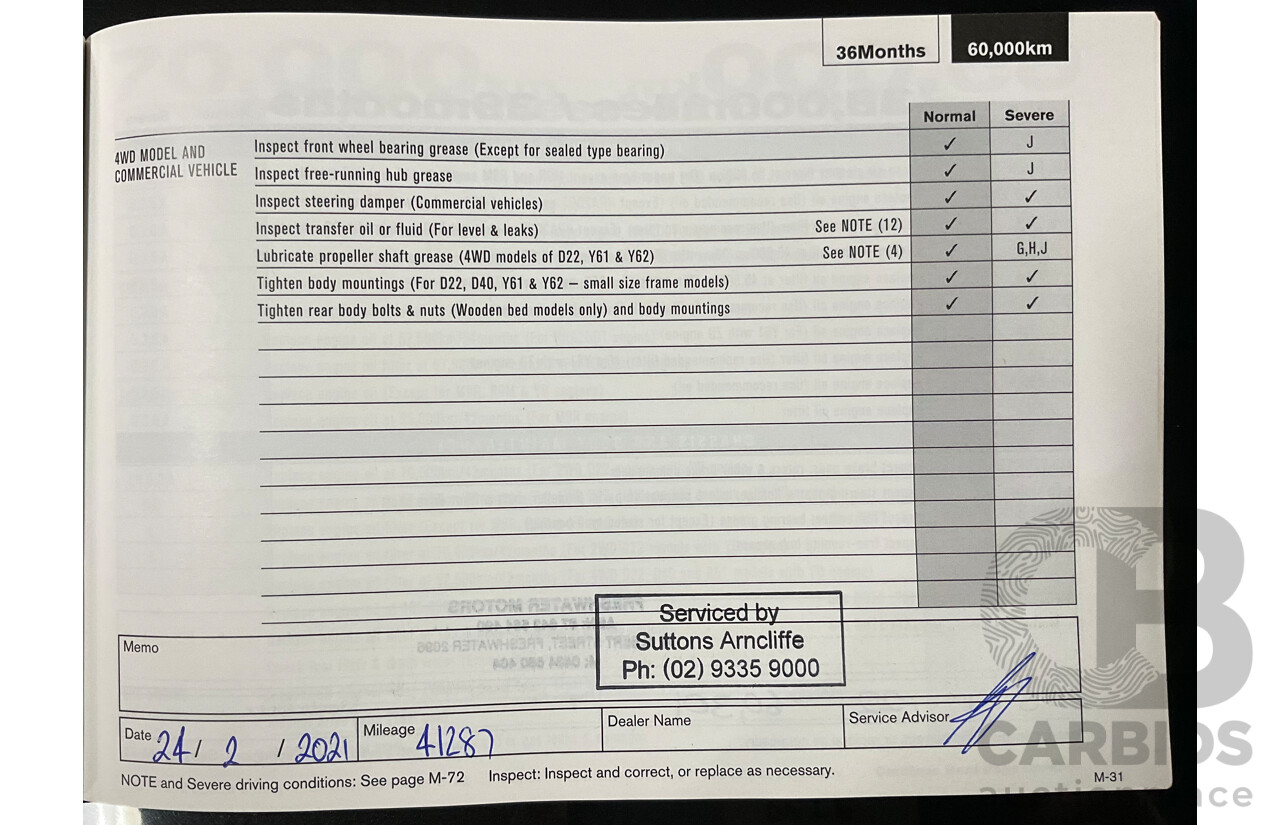 36Months 60,000km
Normal Severe
4WD MODEL AND
COMMERCIAL VEHICLE
Inspect front wheel bearing grease (Except for sealed type bearing) ✓ J
Inspect free-running hub grease ✓ J
Inspect steering damper (Commercial vehicles) ✓ ✓
Inspect transfer oil or fluid (For level & leaks) See NOTE (12) ✓ ✓
Lubricate propeller shaft grease (4WD models of D22, Y61 & Y62) See NOTE (4) ✓ G,H,J
Tighten body mountings (For D22, D40, Y61 & Y62 – small size frame models) ✓ ✓
Tighten rear body bolts & nuts (Wooden bed models only) and body mountings ✓ ✓
Serviced by
Suttons Arncliffe
Ph: (02) 9335 9000
Memo
Date 24 / 2 / 2021 Mileage 41287 Dealer Name Service Advisor
NOTE and Severe driving conditions: See page M-72 Inspect: Inspect and correct, or replace as necessary. M-31
CARBIDS